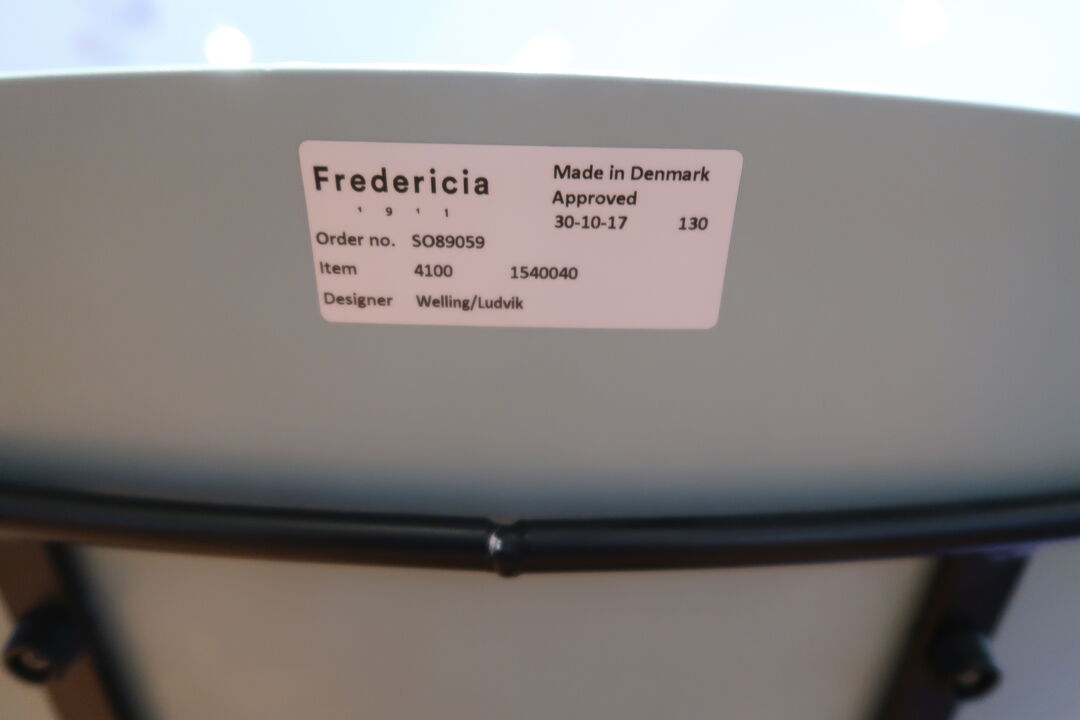 Fredericia
1 9 1 1
Made in Denmark
Approved
30-10-17 130
Order no. SO89059
Item 4100 1540040
Designer Welling/Ludvik